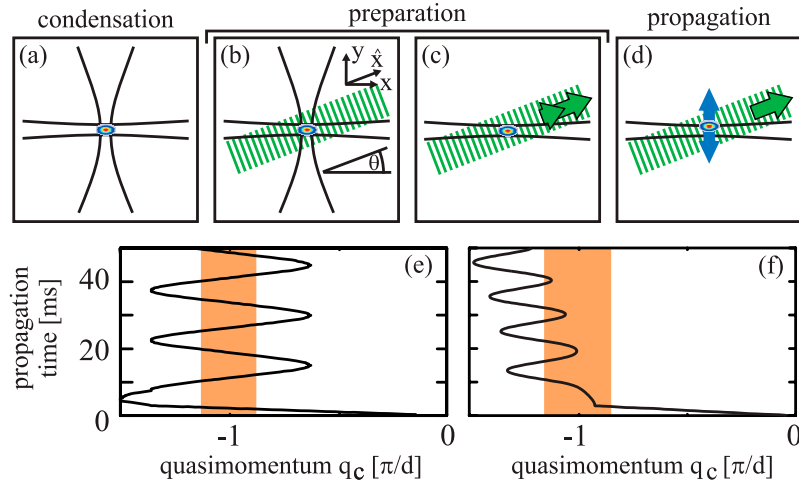 condensation preparation propagation
(a) (b) (c) (d)
y x̂ x
θ
(e) (f)
40
20
0
propagation
time [ms]
-1 0 -1 0
quasimomentum q_c [π/d] quasimomentum q_c [π/d]